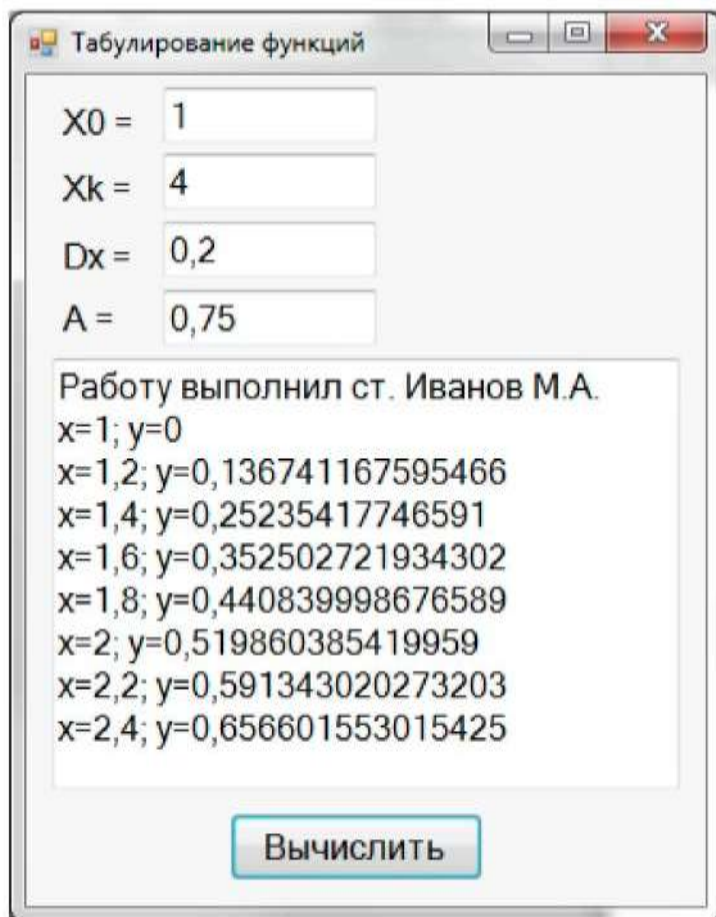 Табулирование функций
X0 = 1
Xk = 4
Dx = 0,2
A = 0,75
Работу выполнил ст. Иванов М.А.
x=1; y=0
x=1,2; y=0,136741167595466
x=1,4; y=0,25235417746591
x=1,6; y=0,352502721934302
x=1,8; y=0,440839998676589
x=2; y=0,519860385419959
x=2,2; y=0,591343020273203
x=2,4; y=0,656601553015425
Вычислить